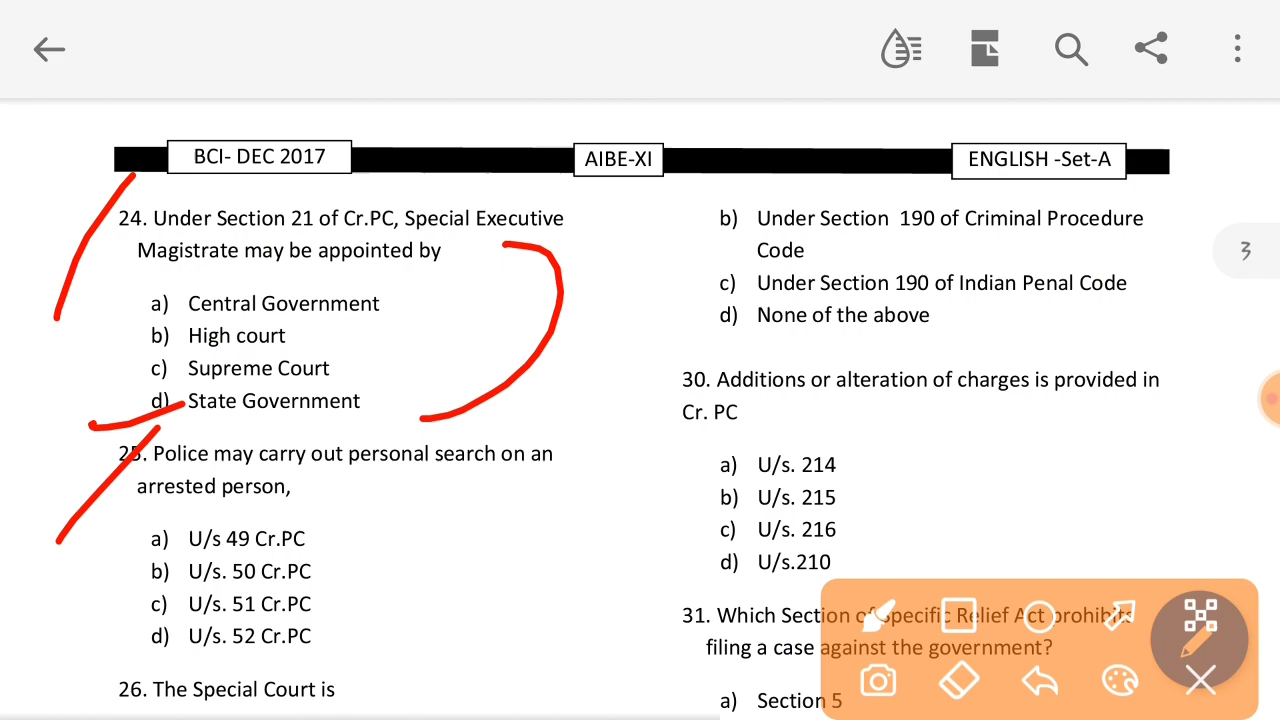 BCI- DEC 2017
AIBE-XI
ENGLISH -Set-A
24. Under Section 21 of Cr.PC, Special Executive
Magistrate may be appointed by
a) Central Government
b) High court
c) Supreme Court
d) State Government
25. Police may carry out personal search on an
arrested person,
a) U/s 49 Cr.PC
b) U/s. 50 Cr.PC
c) U/s. 51 Cr.PC
d) U/s. 52 Cr.PC
26. The Special Court is
b) Under Section 190 of Criminal Procedure
Code
c) Under Section 190 of Indian Penal Code
d) None of the above
30. Additions or alteration of charges is provided in
Cr. PC
a) U/s. 214
b) U/s. 215
c) U/s. 216
d) U/s.210
31. Which Section of Specific Relief Act prohibits
filing a case against the government?
a) Section 5
3